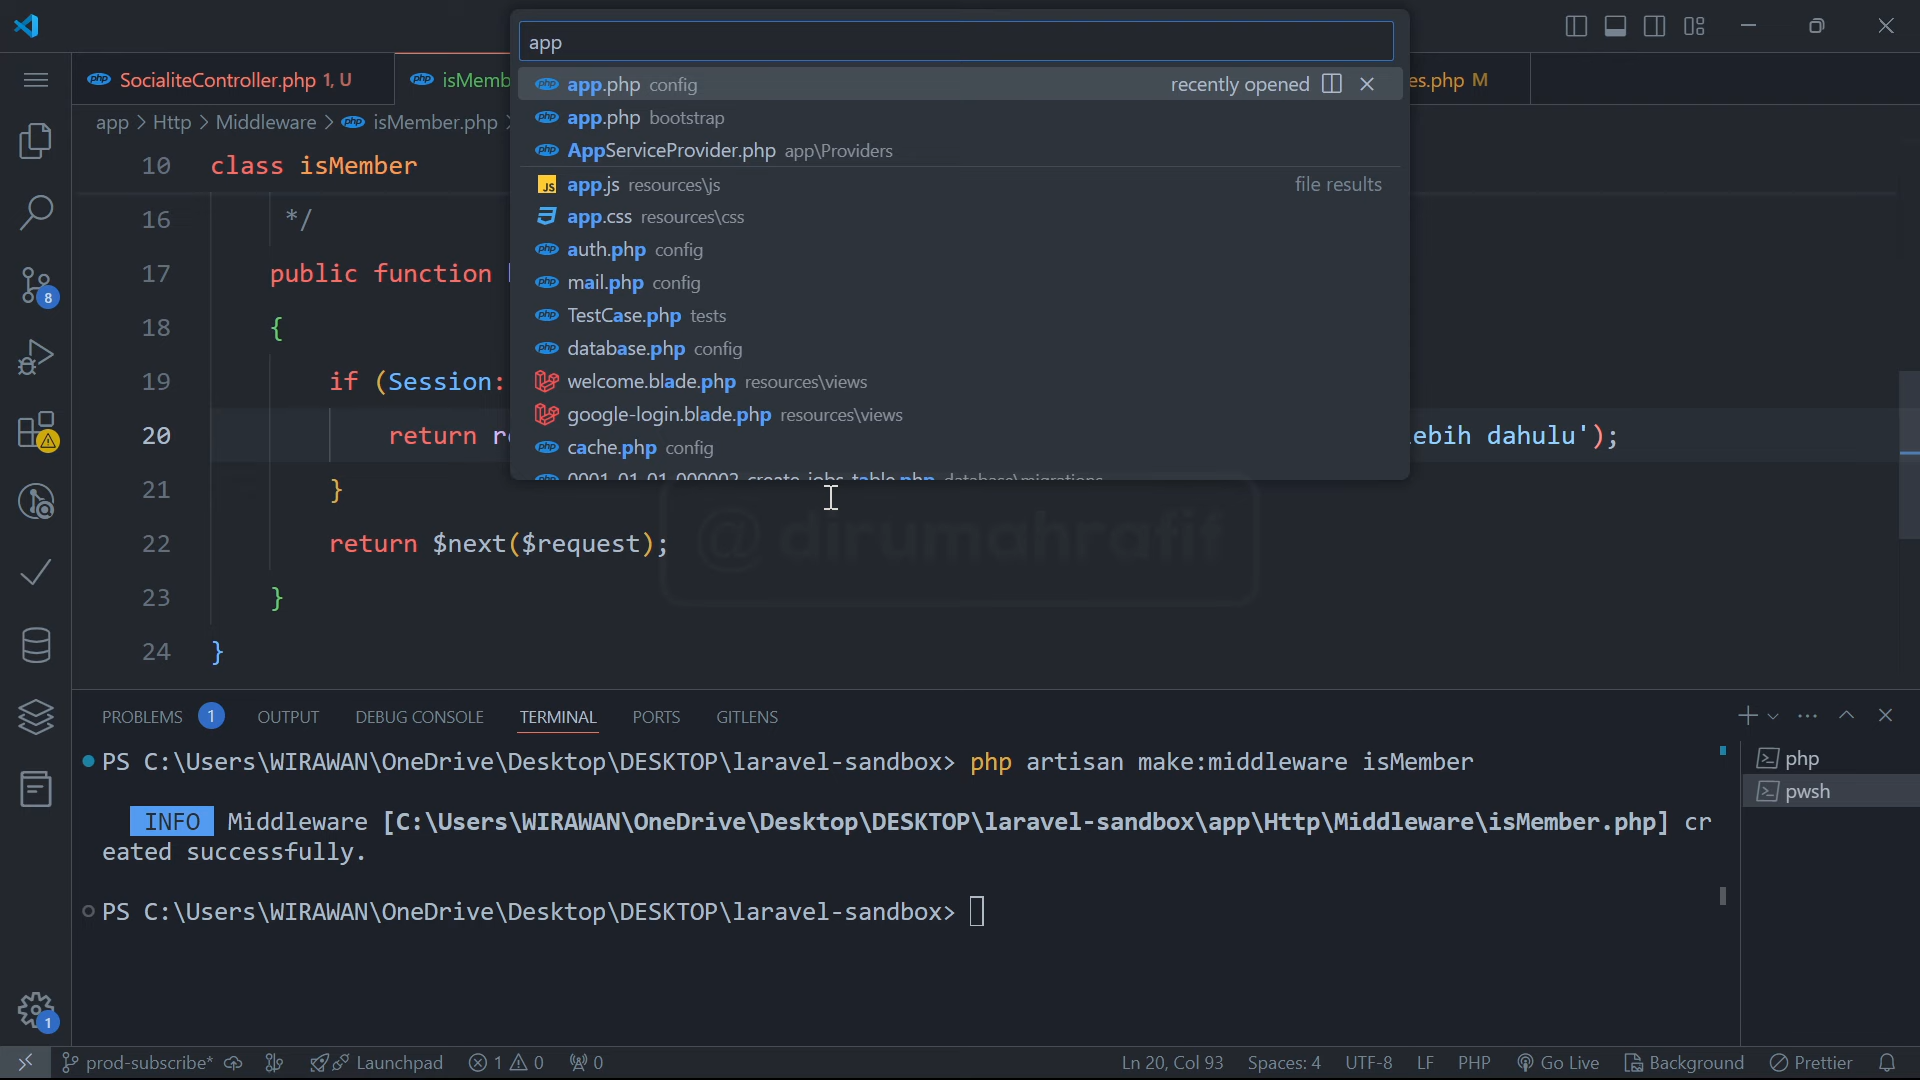 app
SocialiteController.php 1, U
isMemb
es.php M
app.php config recently opened
app.php bootstrap
AppServiceProvider.php app\Providers
app.js resources\js file results
app.css resources\css
auth.php config
mail.php config
TestCase.php tests
database.php config
welcome.blade.php resources\views
google-login.blade.php resources\views
cache.php config
0001_01_01_000002_create_jobs_table.php database\migrations
app > Http > Middleware > isMember.php >
10 class isMember
16 */
17 public function
18 {
19 if (Session:
20 return r ebih dahulu');
21 }
22 return $next($request);
23 }
24 }
@dirumahrafif
PROBLEMS 1 OUTPUT DEBUG CONSOLE TERMINAL PORTS GITLENS
PS C:\Users\WIRAWAN\OneDrive\Desktop\DESKTOP\laravel-sandbox> php artisan make:middleware isMember
INFO Middleware [C:\Users\WIRAWAN\OneDrive\Desktop\DESKTOP\laravel-sandbox\app\Http\Middleware\isMember.php] cr
eated successfully.
PS C:\Users\WIRAWAN\OneDrive\Desktop\DESKTOP\laravel-sandbox>
php
pwsh
8
1
prod-subscribe* Launchpad 1 0 0 Ln 20, Col 93 Spaces: 4 UTF-8 LF PHP Go Live Background Prettier